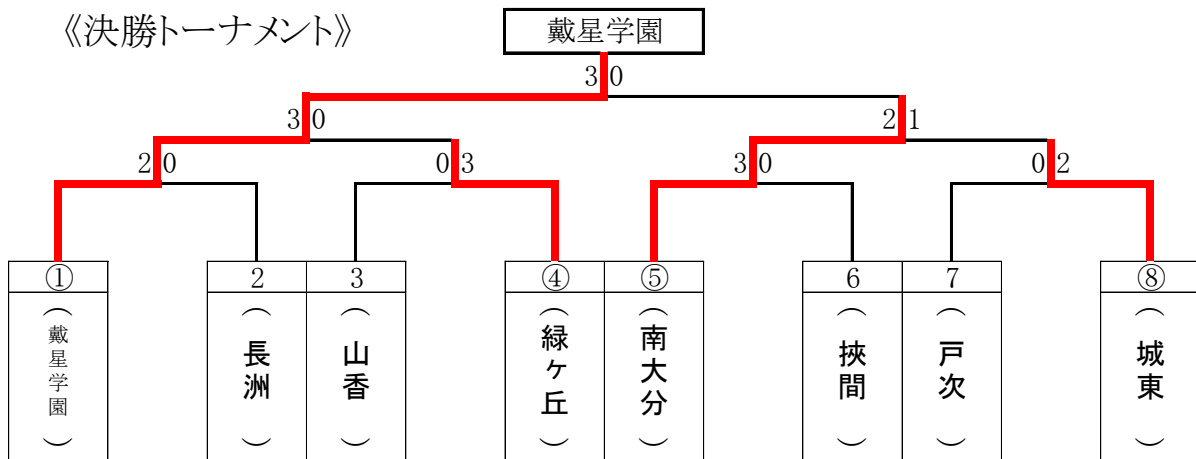 《決勝トーナメント》
戴星学園
3 0
3 0
2 1
2 0
0 3
3 0
0 2
① 2 3 ④ ⑤ 6 7 ⑧
（戴星学園）
（長洲）
（山香）
（緑ヶ丘）
（南大分）
（挾間）
（戸次）
（城東）